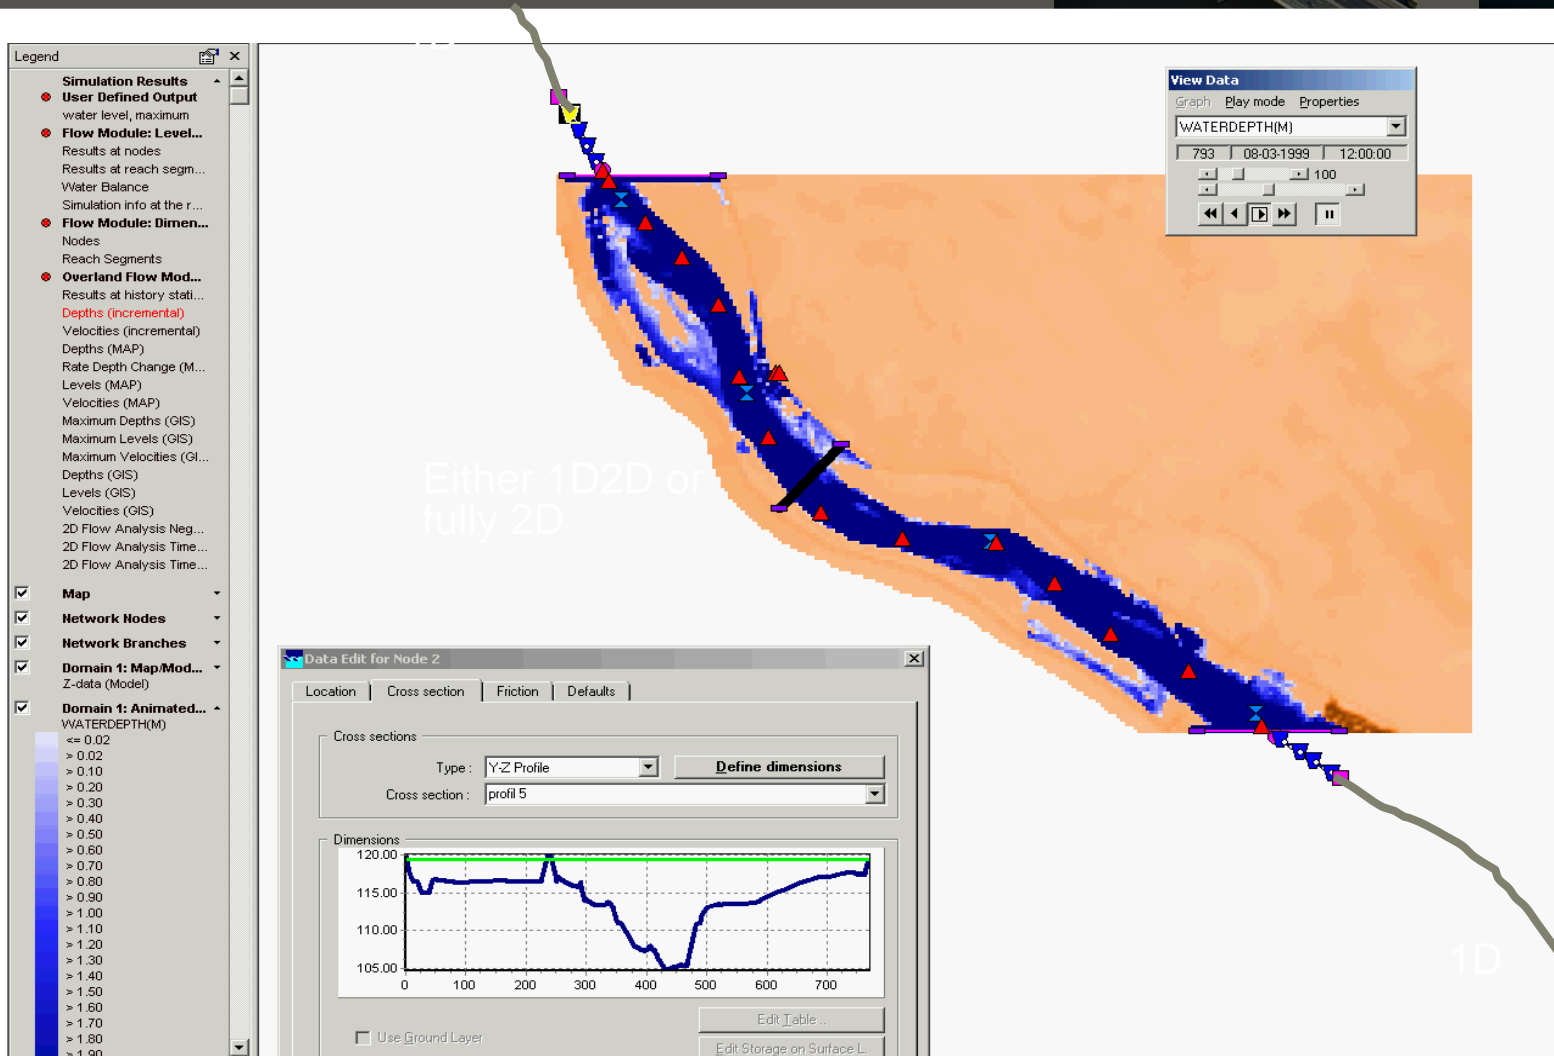 Legend
Simulation Results
User Defined Output
water level, maximum
Flow Module: Level...
Results at nodes
Results at reach segm...
Water Balance
Simulation info at the r...
Flow Module: Dimen...
Nodes
Reach Segments
Overland Flow Mod...
Results at history stati...
Depths (incremental)
Velocities (incremental)
Depths (MAP)
Rate Depth Change (M...
Levels (MAP)
Velocities (MAP)
Maximum Depths (GIS)
Maximum Levels (GIS)
Maximum Velocities (GI...
Depths (GIS)
Levels (GIS)
Velocities (GIS)
2D Flow Analysis Neg...
2D Flow Analysis Time...
2D Flow Analysis Time...
Map
Network Nodes
Network Branches
Domain 1: Map/Mod...
Z-data (Model)
Domain 1: Animated...
WATERDEPTH(M)
<= 0.02
> 0.02
> 0.10
> 0.20
> 0.30
> 0.40
> 0.50
> 0.60
> 0.70
> 0.80
> 0.90
> 1.00
> 1.10
> 1.20
> 1.30
> 1.40
> 1.50
> 1.60
> 1.70
> 1.80
> 1.90
View Data
Graph Play mode Properties
WATERDEPTH(M)
793 08-03-1999 12:00:00
100
Either 1D2D or
fully 2D
Data Edit for Node 2
Location Cross section Friction Defaults
Cross sections
Type : Y-Z Profile Define dimensions
Cross section : profil 5
Dimensions
120.00
115.00
110.00
105.00
0 100 200 300 400 500 600 700
Edit Table ..
Use Ground Layer
Edit Storage on Surface L.
1D